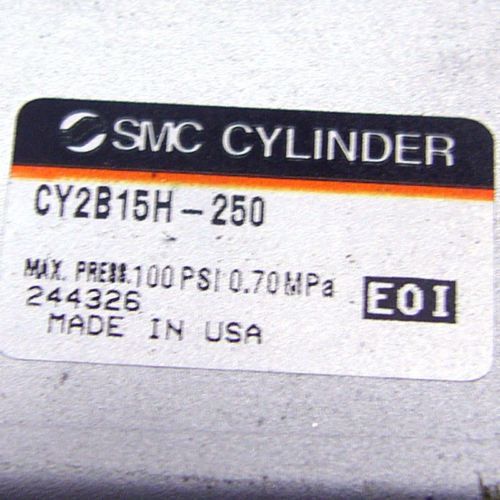 SMC CYLINDER
CY2B15H-250
MAX. PRESS. 100 PSI 0.70 MPa
244326
EOI
MADE IN USA